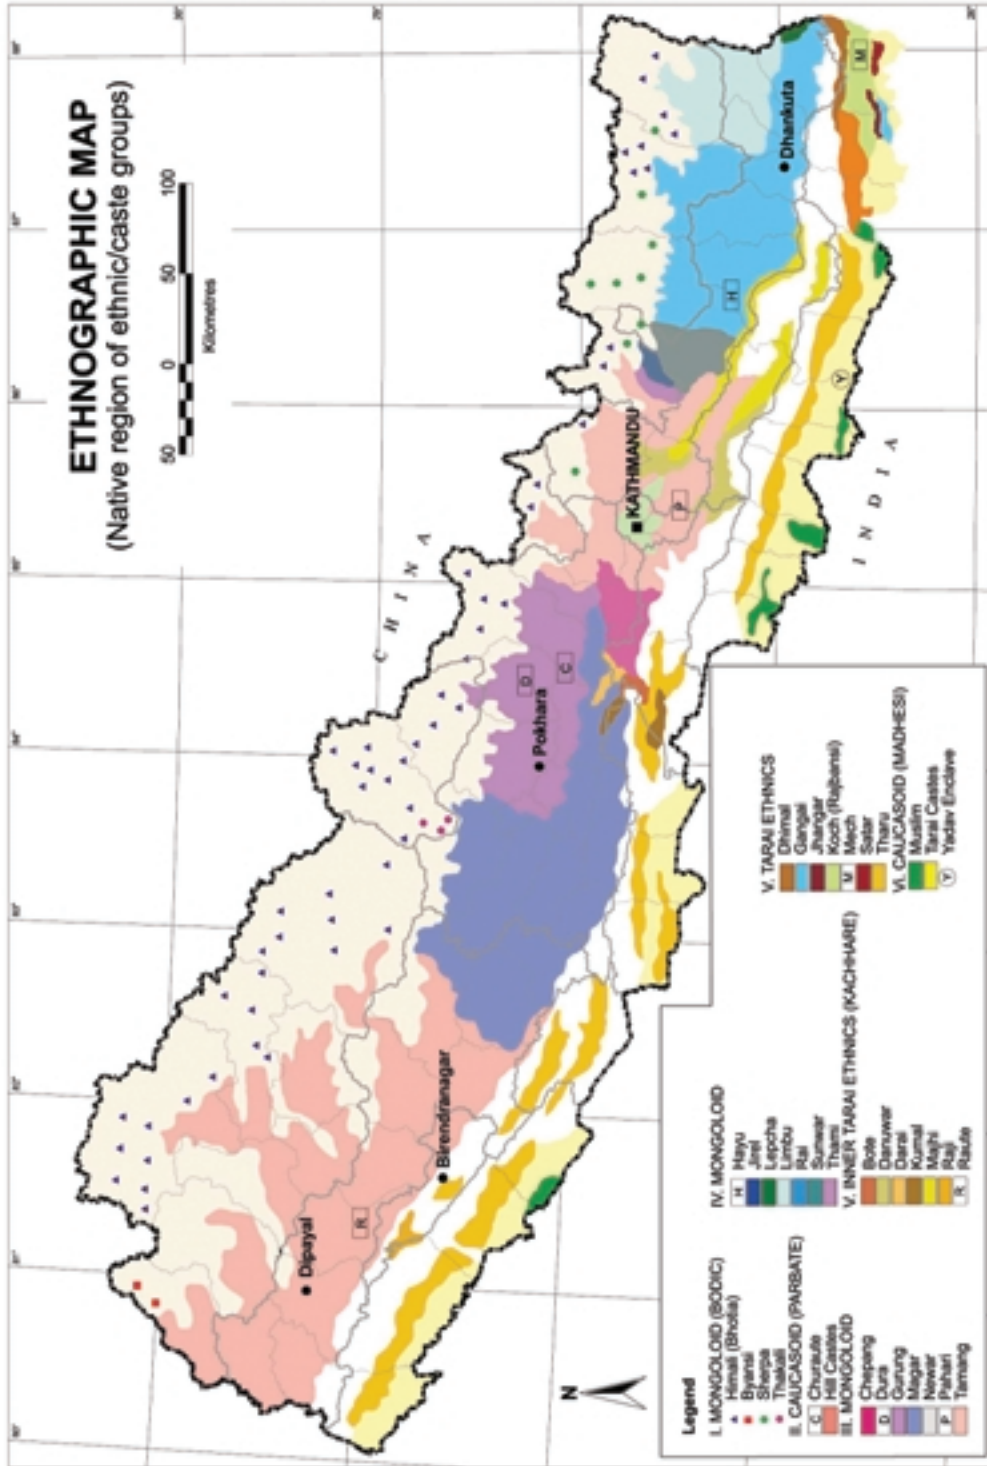 ETHNOGRAPHIC MAP
(Native region of ethnic/caste groups)
50 0 50 100
Kilometres
CHINA
INDIA
Dipayal
Birendranagar
Pokhara
KATHMANDU
Dhankuta
R
D
C
P
H
M
Y
N
Legend
I. MONGOLOID (BODIC)
Himali (Bhotia)
Byansi
Sherpa
Thakali
II. CAUCASOID (PARBATE)
C Churaute
Hill Castes
III. MONGOLOID
Chepang
D Dura
Gurung
Magar
Newar
P Pahari
Tamang
IV. MONGOLOID
H Hayu
Jirel
Lepcha
Limbu
Rai
Sunwar
Thami
V. INNER TARAI ETHNICS (KACHHARE)
Bote
Danuwar
Darai
Kumal
Majhi
Raji
R Raute
V. TARAI ETHNICS
Dhimal
Gangai
Jhangar
Koch (Rajbansi)
M Mech
Satar
Tharu
VI. CAUCASOID (MADHESI)
Muslim
Tarai Castes
Y Yadav Enclave